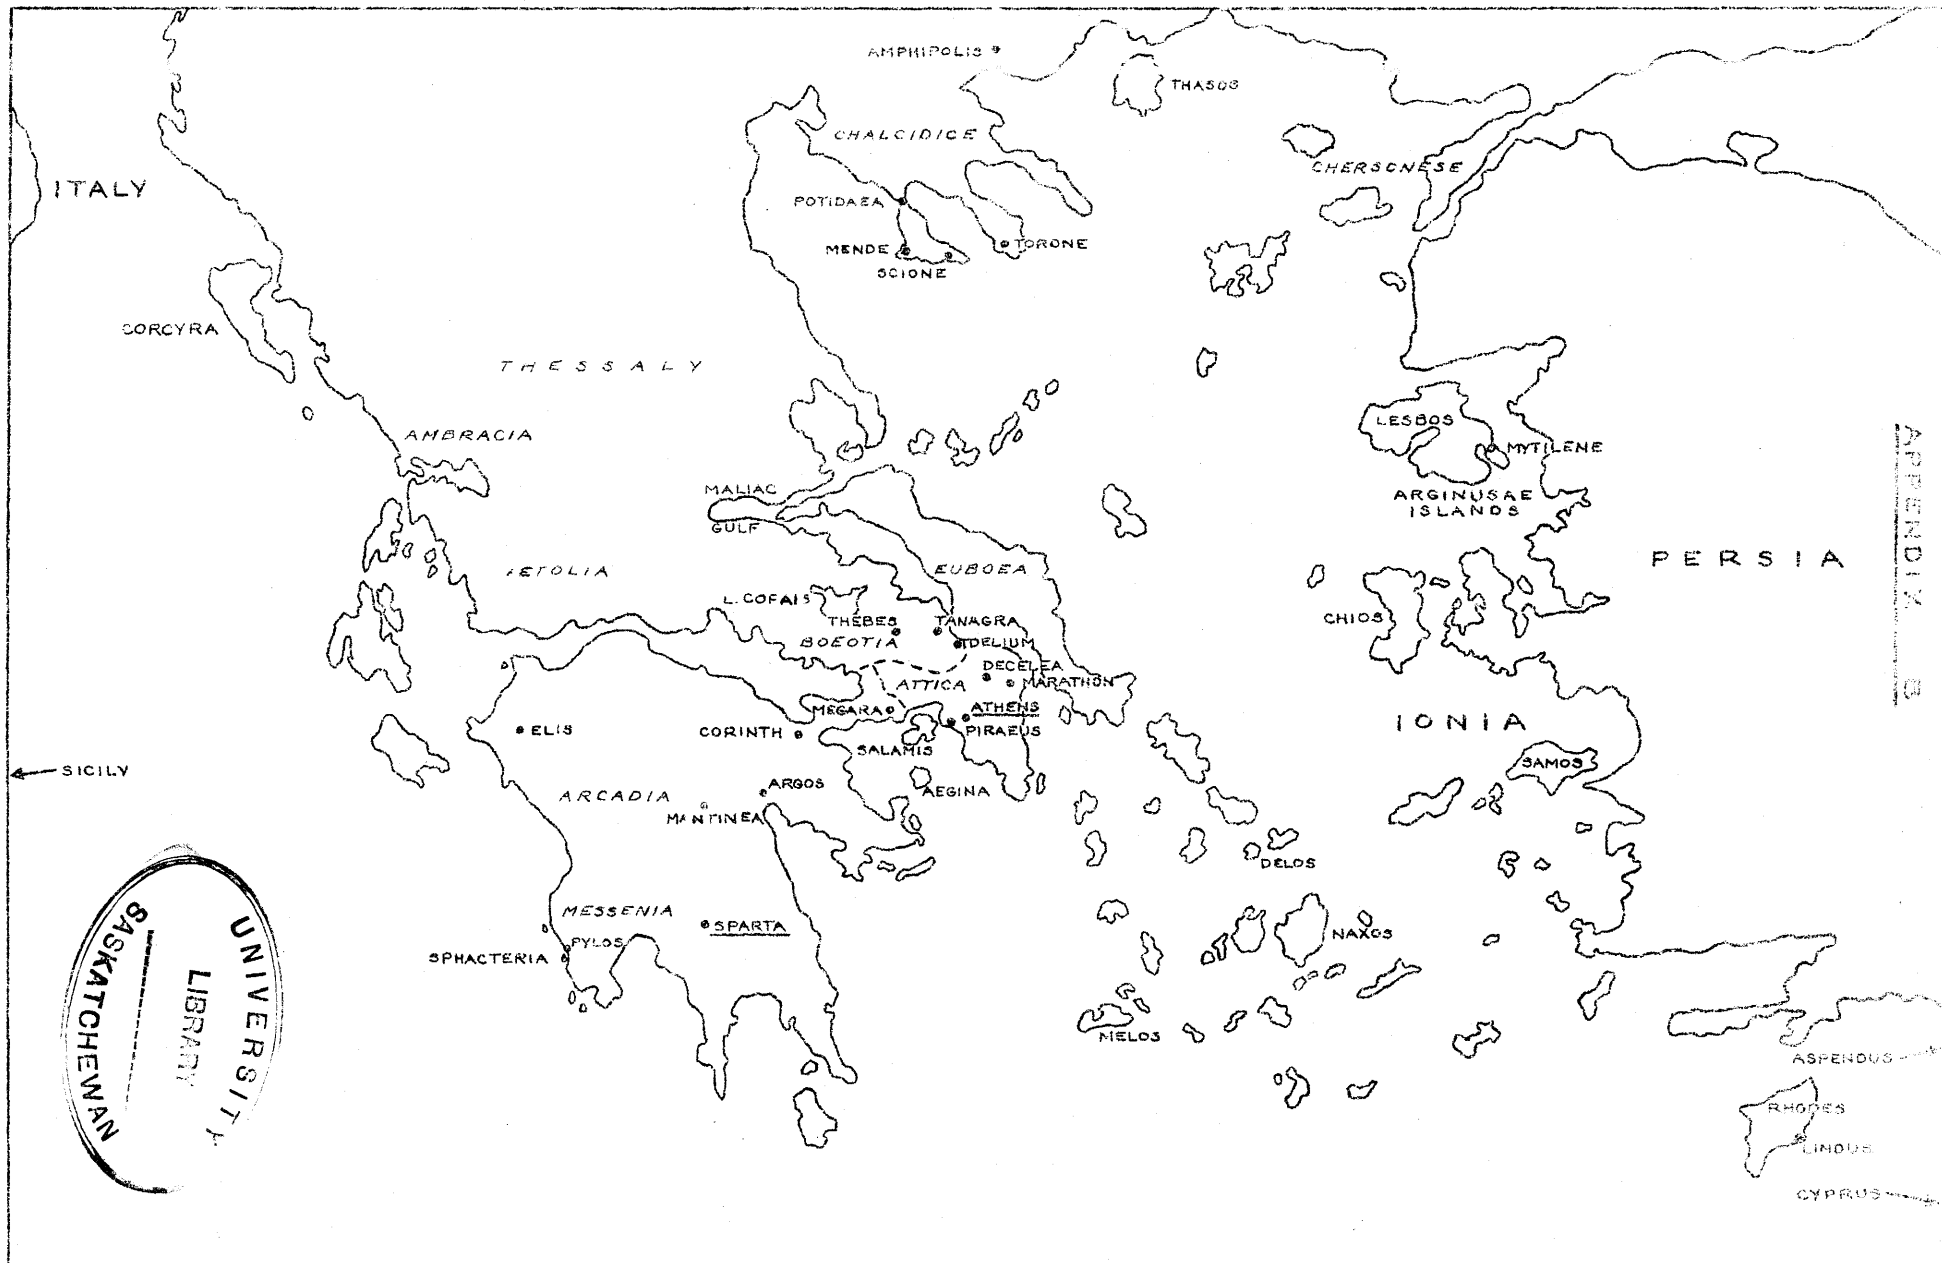 AMPHIPOLIS
THASOS
CHALCIDICE
CHERSONESE
ITALY
POTIDAEA
MENDE
TORONE
SCIONE
CORCYRA
THESSALY
LESBOS
AMBRACIA
MYTILENE
MALIAC
GULF
ARGINUSAE
ISLANDS
APPENDIX B
PERSIA
AETOLIA
EUBOEA
L. COPAIS
THEBES
TANAGRA
CHIOS
BOEOTIA
DELIUM
DECELEA
ATTICA
MARATHON
MEGARA
ATHENS
ELIS
CORINTH
PIRAEUS
IONIA
SALAMIS
SICILY
SAMOS
ARGOS
AEGINA
ARCADIA
MANTINEA
DELOS
MESSENIA
SPARTA
NAXOS
PYLOS
SPHACTERIA
MELOS
ASPENDUS
RHODES
LINDUS
CYPRUS
UNIVERSITY
LIBRARY
SASKATCHEWAN